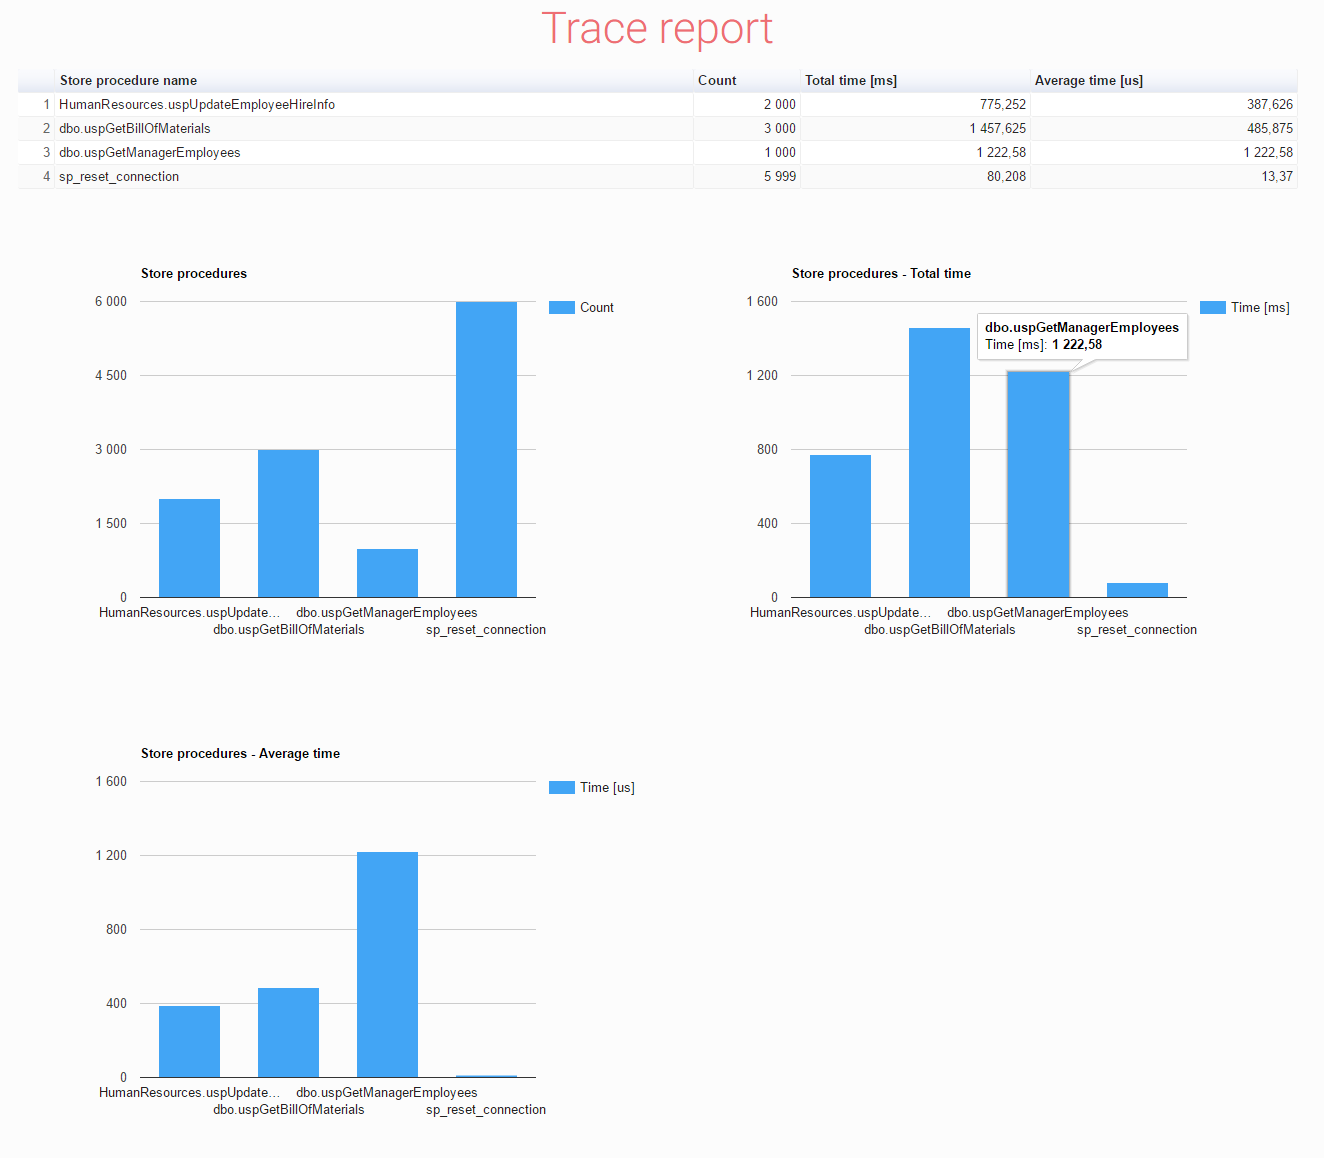 Trace report
Store procedure name Count Total time [ms] Average time [us]
1 HumanResources.uspUpdateEmployeeHireInfo 2 000 775,252 387,626
2 dbo.uspGetBillOfMaterials 3 000 1 457,625 485,875
3 dbo.uspGetManagerEmployees 1 000 1 222,58 1 222,58
4 sp_reset_connection 5 999 80,208 13,37
Store procedures
6 000
4 500
3 000
1 500
0
Count
HumanResources.uspUpdate... dbo.uspGetManagerEmployees
dbo.uspGetBillOfMaterials sp_reset_connection
Store procedures - Total time
1 600
1 200
800
400
0
Time [ms]
dbo.uspGetManagerEmployees
Time [ms]: 1 222,58
HumanResources.uspUpdate... dbo.uspGetManagerEmployees
dbo.uspGetBillOfMaterials sp_reset_connection
Store procedures - Average time
1 600
1 200
800
400
0
Time [us]
HumanResources.uspUpdate... dbo.uspGetManagerEmployees
dbo.uspGetBillOfMaterials sp_reset_connection